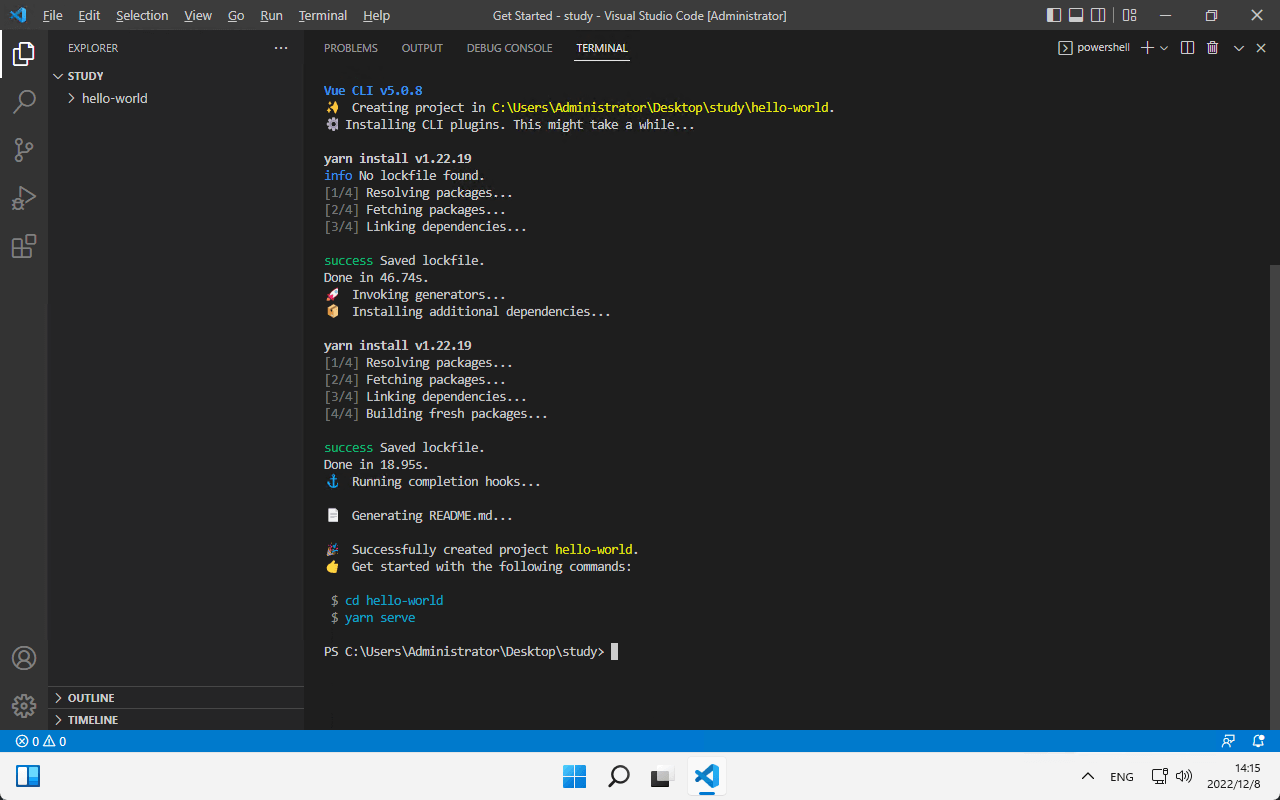 File Edit Selection View Go Run Terminal Help Get Started - study - Visual Studio Code [Administrator]
EXPLORER
STUDY
hello-world
OUTLINE
TIMELINE
PROBLEMS OUTPUT DEBUG CONSOLE TERMINAL powershell
Vue CLI v5.0.8
Creating project in C:\Users\Administrator\Desktop\study\hello-world.
Installing CLI plugins. This might take a while...
yarn install v1.22.19
info No lockfile found.
[1/4] Resolving packages...
[2/4] Fetching packages...
[3/4] Linking dependencies...
success Saved lockfile.
Done in 46.74s.
Invoking generators...
Installing additional dependencies...
yarn install v1.22.19
[1/4] Resolving packages...
[2/4] Fetching packages...
[3/4] Linking dependencies...
[4/4] Building fresh packages...
success Saved lockfile.
Done in 18.95s.
Running completion hooks...
Generating README.md...
Successfully created project hello-world.
Get started with the following commands:
$ cd hello-world
$ yarn serve
PS C:\Users\Administrator\Desktop\study>
0 0
ENG
14:15
2022/12/8